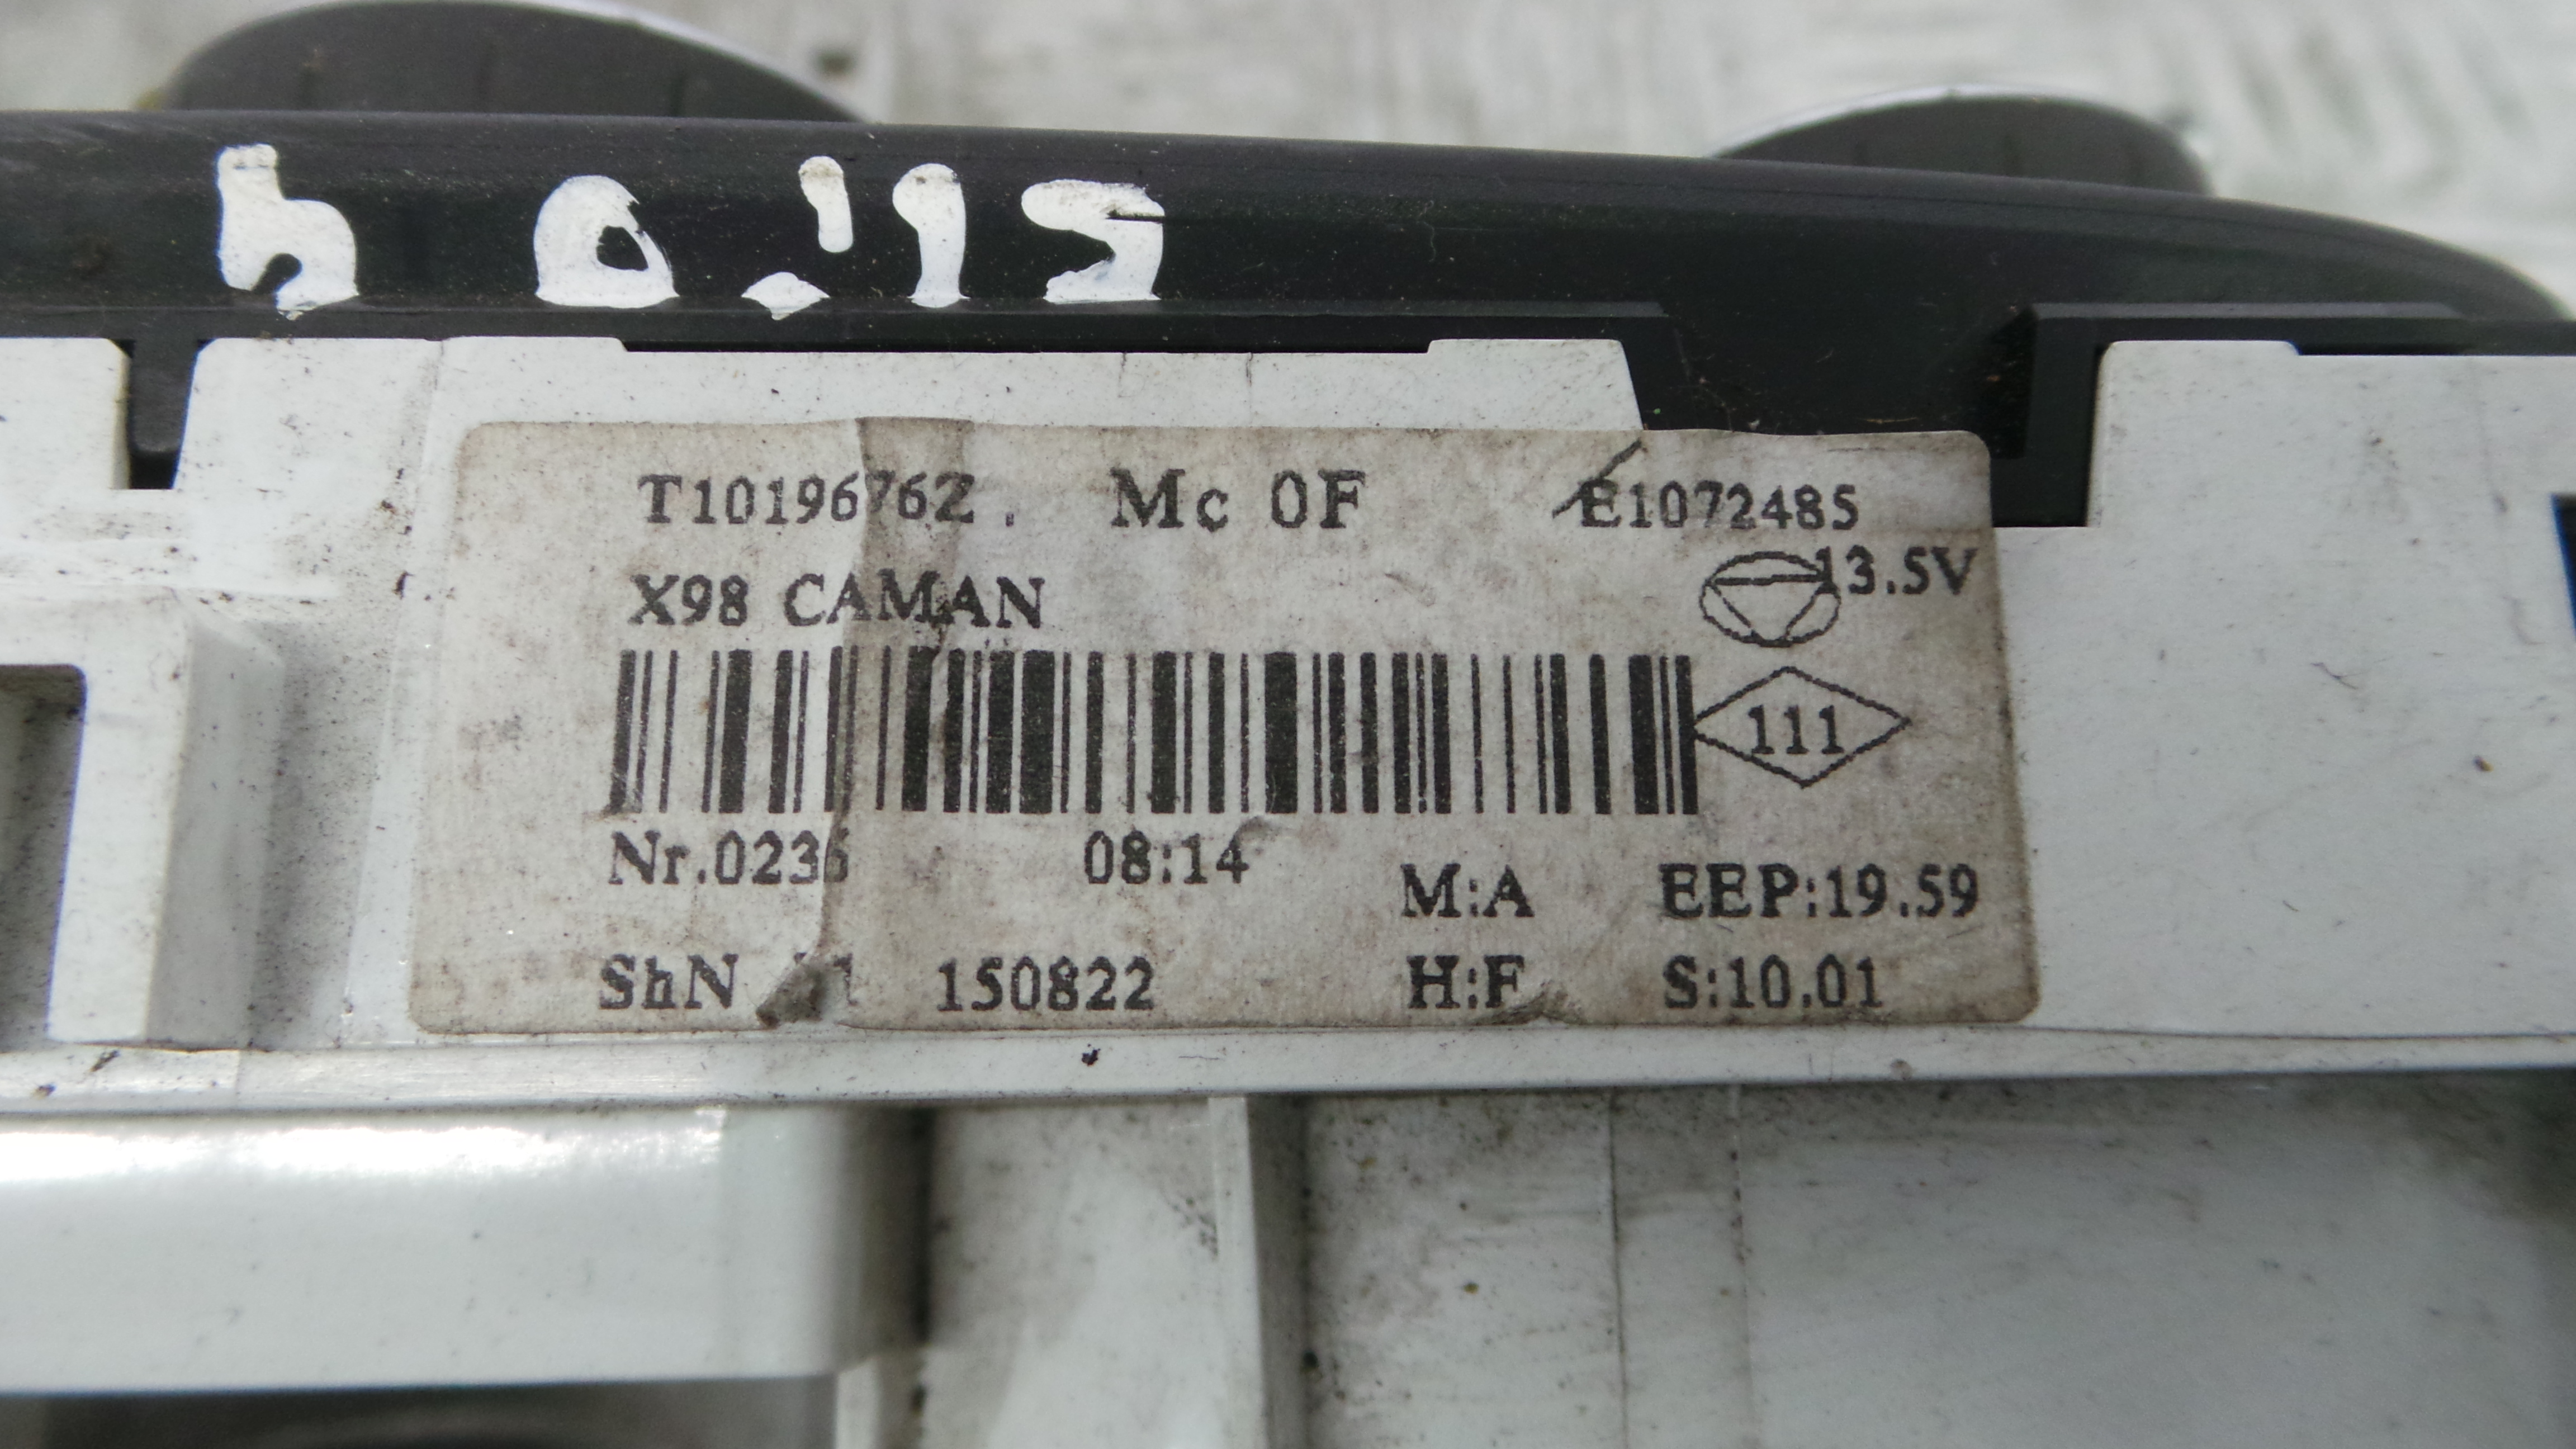 T10196762. Mc 0F E1072485
X98 CAMAN 13.5V
111
Nr.0236 08:14
M:A EEP:19.59
ShN 150822 H:F S:10.01